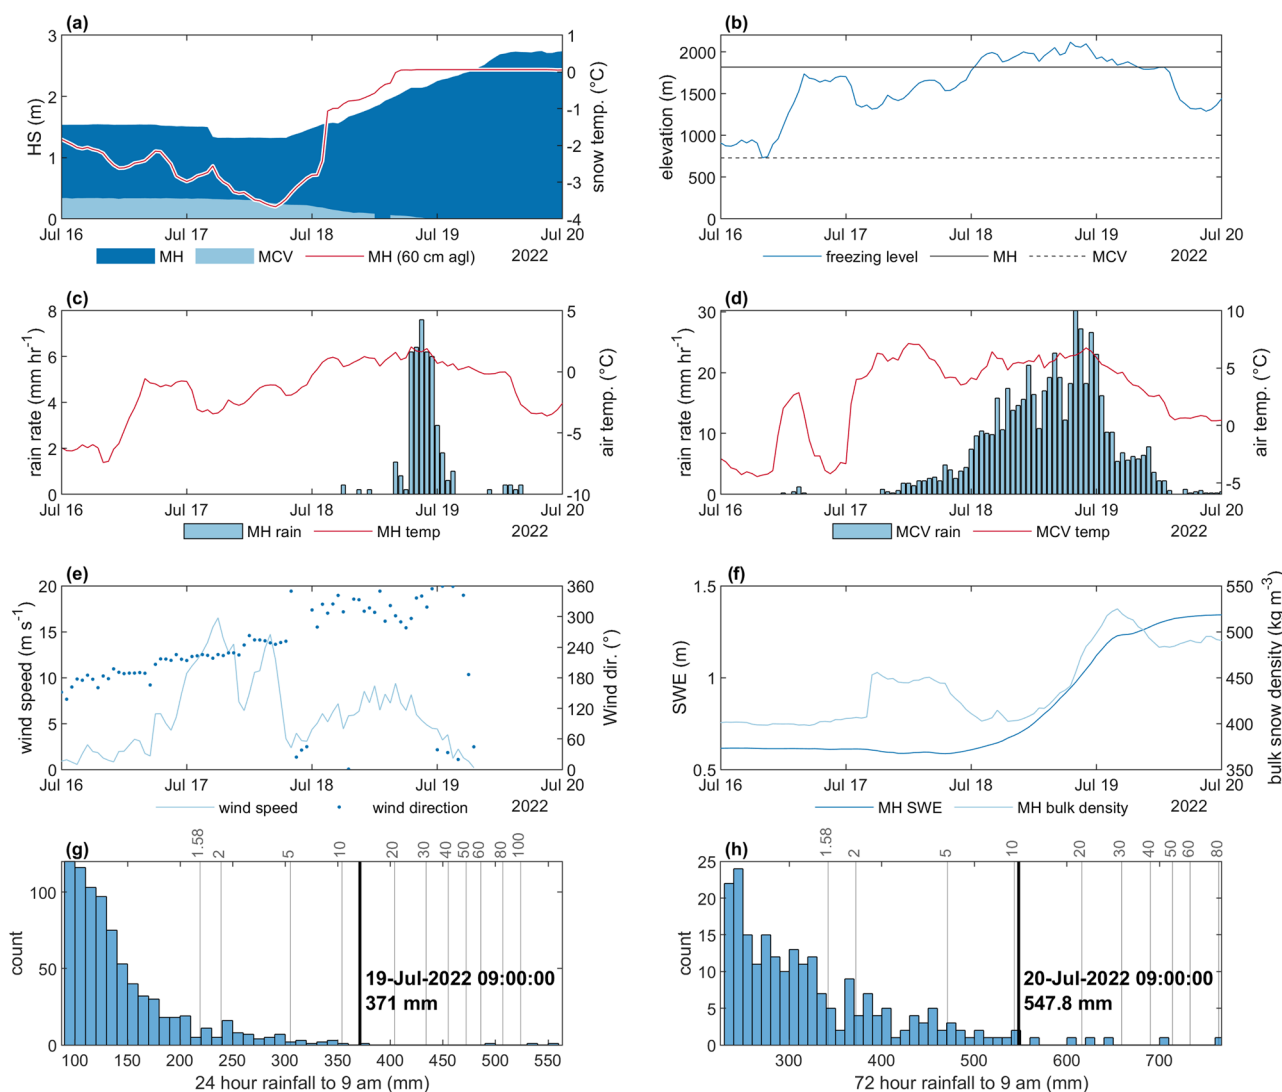 (a)
3
2
1
0
HS (m)
1
0
-1
-2
-3
-4
snow temp. (°C)
Jul 16 Jul 17 Jul 18 Jul 19 Jul 20
MH MCV MH (60 cm agl) 2022
(b)
2000
1500
1000
500
0
elevation (m)
Jul 16 Jul 17 Jul 18 Jul 19 Jul 20
freezing level MH MCV 2022
(c)
8
6
4
2
0
rain rate (mm hr⁻¹)
5
0
-5
-10
air temp. (°C)
Jul 16 Jul 17 Jul 18 Jul 19 Jul 20
MH rain MH temp 2022
(d)
30
20
10
0
rain rate (mm hr⁻¹)
10
5
0
-5
air temp. (°C)
Jul 16 Jul 17 Jul 18 Jul 19 Jul 20
MCV rain MCV temp 2022
(e)
20
15
10
5
0
wind speed (m s⁻¹)
360
300
240
180
120
60
0
Wind dir. (°)
Jul 16 Jul 17 Jul 18 Jul 19 Jul 20
wind speed wind direction 2022
(f)
1.5
1
0.5
SWE (m)
550
500
450
400
350
bulk snow density (kg m⁻³)
Jul 16 Jul 17 Jul 18 Jul 19 Jul 20
MH SWE MH bulk density 2022
(g)
1.58 2 5 10 20 30 40 50 60 80 100
100
50
0
count
19-Jul-2022 09:00:00
371 mm
100 150 200 250 300 350 400 450 500 550
24 hour rainfall to 9 am (mm)
(h)
1.58 2 5 10 20 30 40 50 60 80
25
20
15
10
5
0
count
20-Jul-2022 09:00:00
547.8 mm
300 400 500 600 700
72 hour rainfall to 9 am (mm)